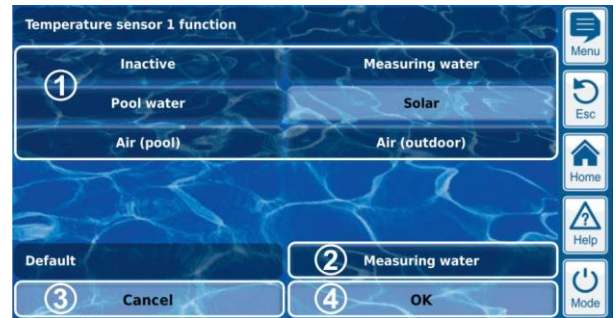 Temperature sensor 1 function
Inactive Measuring water
1
Pool water Solar
Air (pool) Air (outdoor)
Default 2 Measuring water
3 Cancel 4 OK
Menu
Esc
Home
Help
Mode